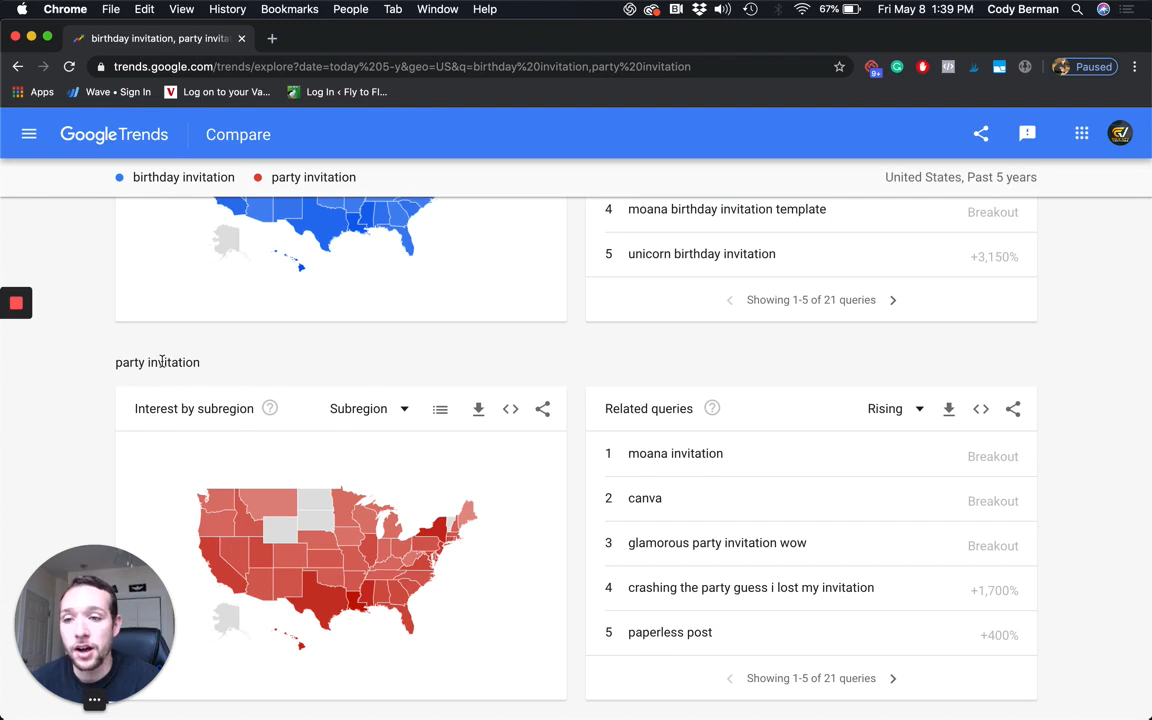 Chrome File Edit View History Bookmarks People Tab Window Help 67% Fri May 8 1:39 PM Cody Berman
birthday invitation, party invita
trends.google.com/trends/explore?date=today%205-y&geo=US&q=birthday%20invitation,party%20invitation 9+ Paused
Apps Wave • Sign In Log on to your Va... Log In ‹ Fly to Fl...
Google Trends Compare
birthday invitation party invitation United States, Past 5 years
4 moana birthday invitation template Breakout
5 unicorn birthday invitation +3,150%
Showing 1-5 of 21 queries
party invitation
Interest by subregion ? Subregion Related queries ? Rising
1 moana invitation Breakout
2 canva Breakout
3 glamorous party invitation wow Breakout
4 crashing the party guess i lost my invitation +1,700%
5 paperless post +400%
Showing 1-5 of 21 queries